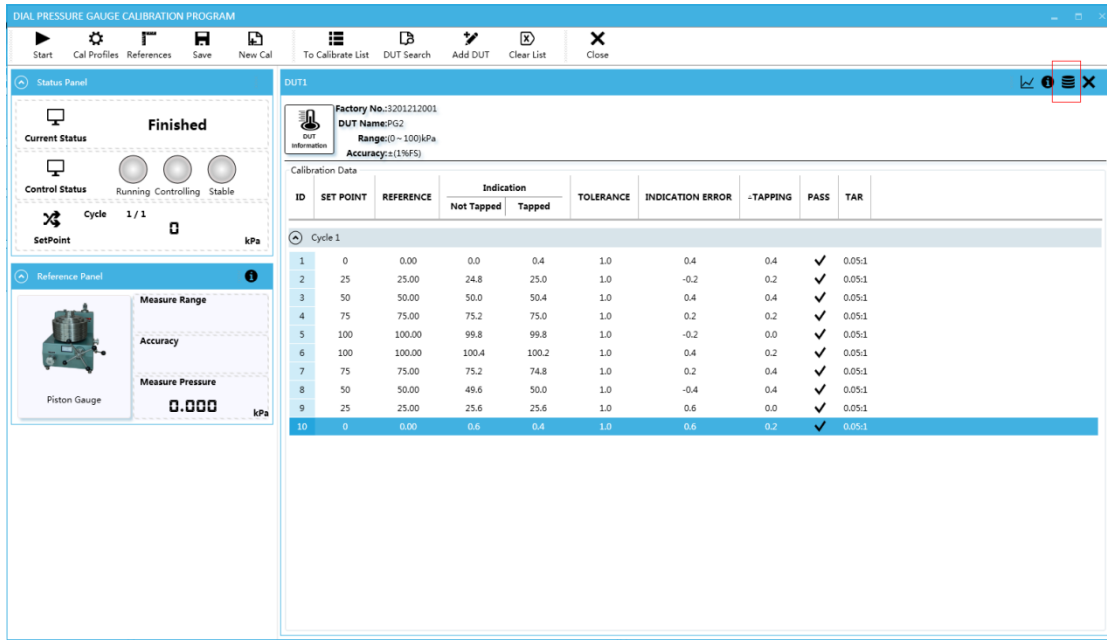 DIAL PRESSURE GAUGE CALIBRATION PROGRAM
Start Cal Profiles References Save New Cal To Calibrate List DUT Search Add DUT Clear List Close
Status Panel
Current Status
Finished
Control Status
Running Controlling Stable
SetPoint
Cycle 1 / 1
0
kPa
Reference Panel
Piston Gauge
Measure Range
Accuracy
Measure Pressure
0.000
kPa
DUT1
DUT
Information
Factory No.:3201212001
DUT Name:PG2
Range:(0~100)kPa
Accuracy:±(1%FS)
Calibration Data
ID SET POINT REFERENCE Indication TOLERANCE INDICATION ERROR -TAPPING PASS TAR
Not Tapped Tapped
Cycle 1
1 0 0.00 0.0 0.4 1.0 0.4 0.4 0.05:1
2 25 25.00 24.8 25.0 1.0 -0.2 0.2 0.05:1
3 50 50.00 50.0 50.4 1.0 0.4 0.4 0.05:1
4 75 75.00 75.2 75.0 1.0 0.2 0.2 0.05:1
5 100 100.00 99.8 99.8 1.0 -0.2 0.0 0.05:1
6 100 100.00 100.4 100.2 1.0 0.4 0.2 0.05:1
7 75 75.00 75.2 74.8 1.0 0.2 0.4 0.05:1
8 50 50.00 49.6 50.0 1.0 -0.4 0.4 0.05:1
9 25 25.00 25.6 25.6 1.0 0.6 0.0 0.05:1
10 0 0.00 0.6 0.4 1.0 0.6 0.2 0.05:1